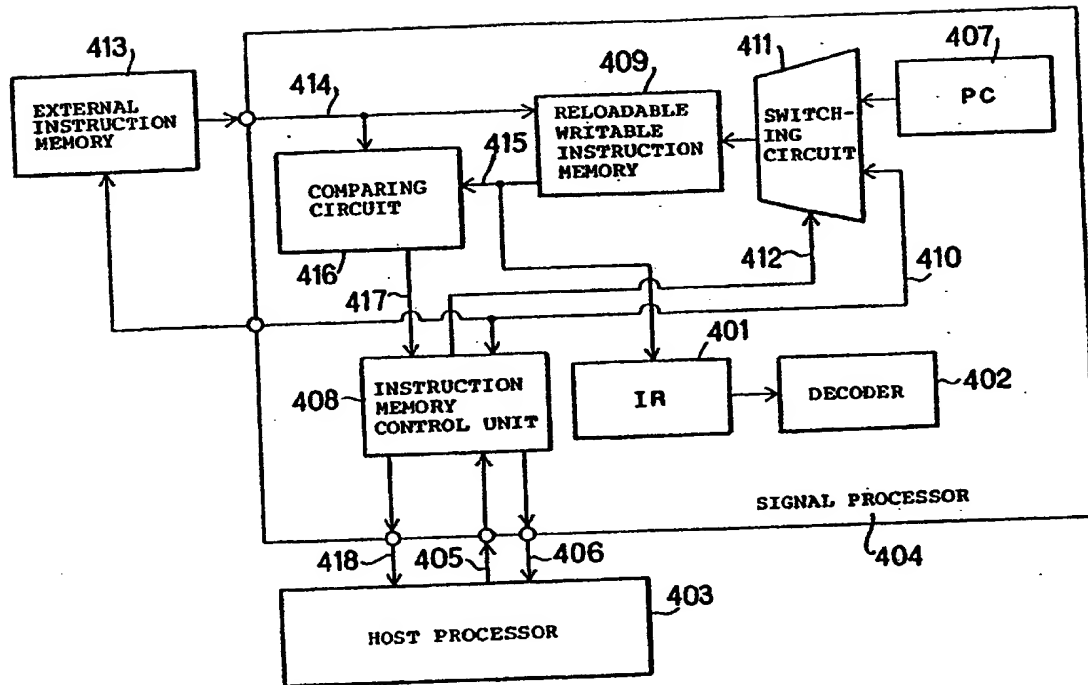 413
EXTERNAL
INSTRUCTION
MEMORY
414
409
RELOADABLE
WRITABLE
INSTRUCTION
MEMORY
411
SWITCH-
ING
CIRCUIT
407
PC
415
COMPARING
CIRCUIT
416
417
412
410
408
INSTRUCTION
MEMORY
CONTROL UNIT
401
IR
DECODER
402
SIGNAL PROCESSOR
404
418
405
406
403
HOST PROCESSOR